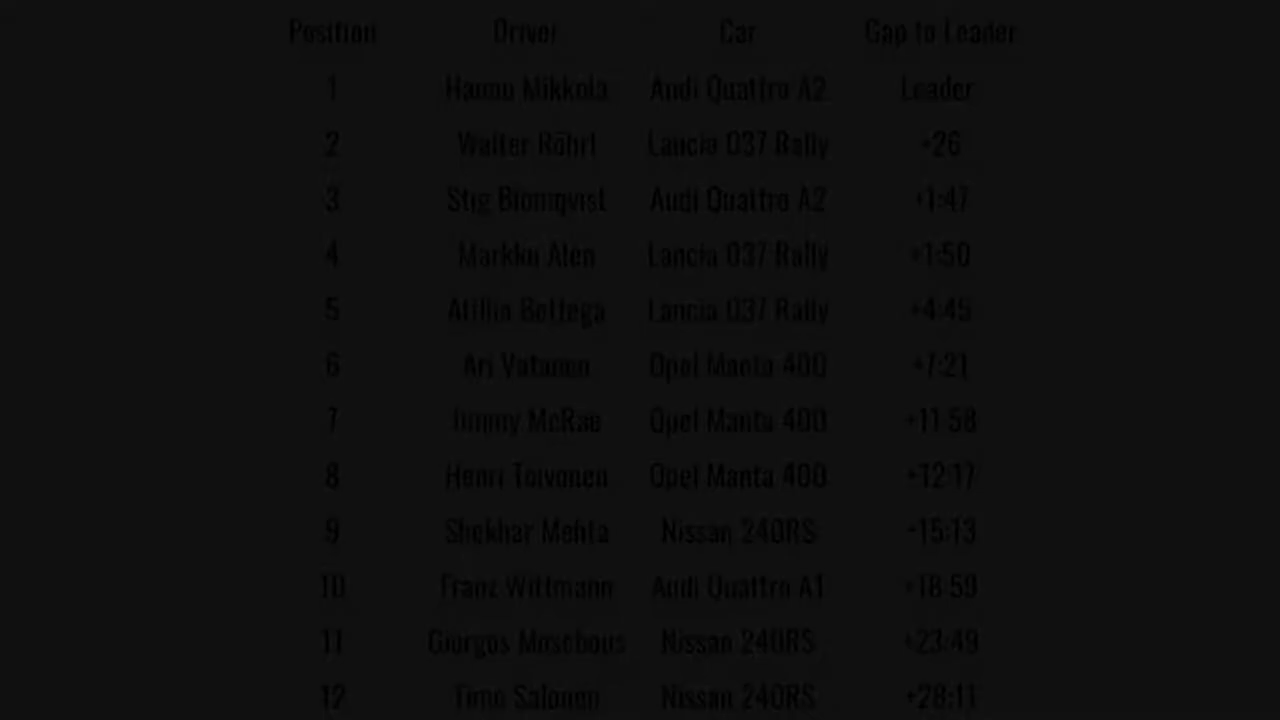 Position Driver Car Gap to Leader
1 Hannu Mikkola Audi Quattro A2 Leader
2 Walter Röhrl Lancia 037 Rally +26
3 Stig Blomqvist Audi Quattro A2 +1:47
4 Markku Alen Lancia 037 Rally +1:50
5 Attilio Bettega Lancia 037 Rally +4:45
6 Ari Vatanen Opel Manta 400 +7:21
7 Jimmy McRae Opel Manta 400 +11:58
8 Henri Toivonen Opel Manta 400 +12:17
9 Shekhar Mehta Nissan 240RS +15:13
10 Franz Wittmann Audi Quattro A1 +18:59
11 Giorgos Moschous Nissan 240RS +23:49
12 Timo Salonen Nissan 240RS +28:11